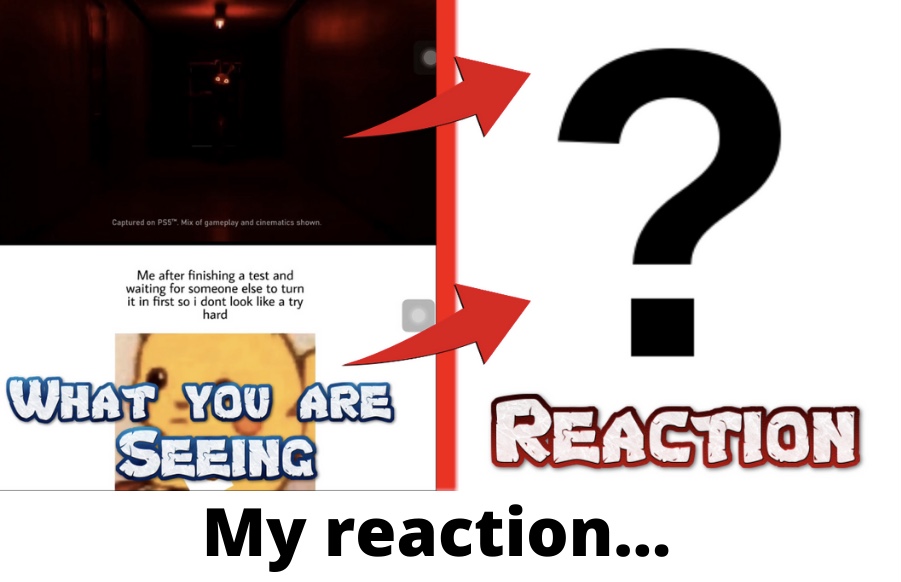 Captured on PS5™. Mix of gameplay and cinematics shown.
Me after finishing a test and
waiting for someone else to turn
it in first so i dont look like a try
hard
What you are
Seeing
?
Reaction
My reaction...